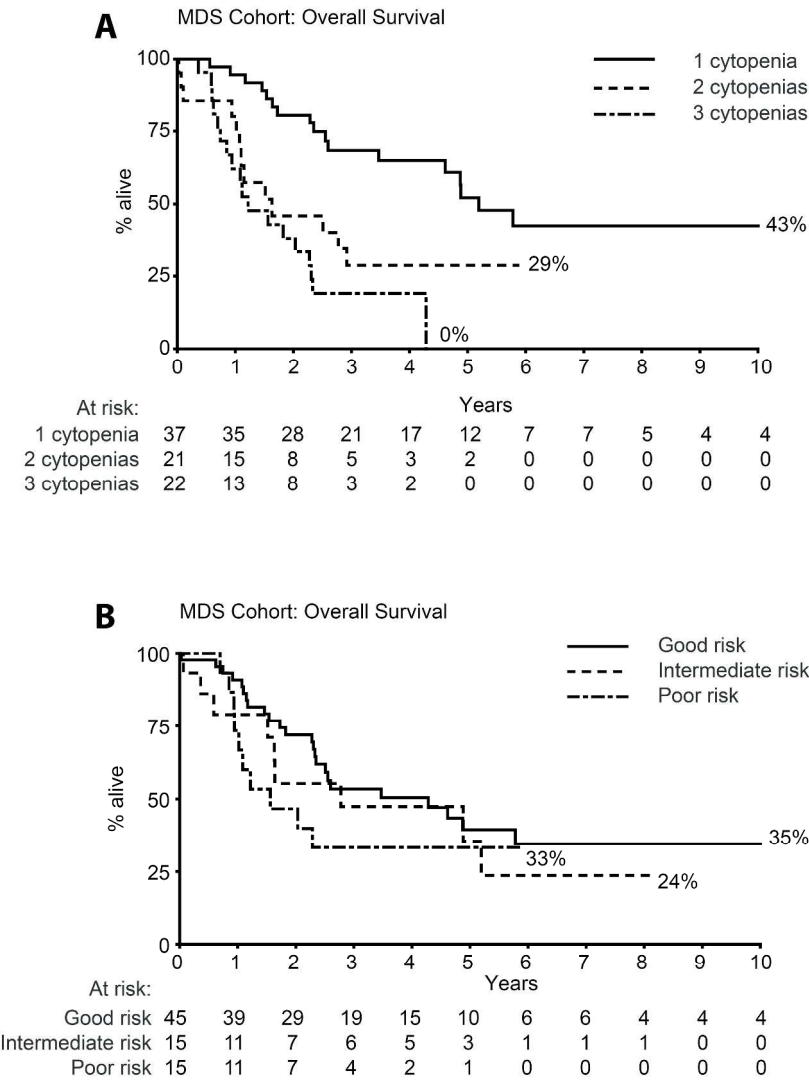 A
MDS Cohort: Overall Survival
1 cytopenia
2 cytopenias
3 cytopenias
% alive
100
75
50
25
0
43%
29%
0%
0 1 2 3 4 5 6 7 8 9 10
Years
At risk:
1 cytopenia 37 35 28 21 17 12 7 7 5 4 4
2 cytopenias 21 15 8 5 3 2 0 0 0 0 0
3 cytopenias 22 13 8 3 2 0 0 0 0 0 0
B
MDS Cohort: Overall Survival
Good risk
Intermediate risk
Poor risk
% alive
100
75
50
25
0
35%
33%
24%
0 1 2 3 4 5 6 7 8 9 10
Years
At risk:
Good risk 45 39 29 19 15 10 6 6 4 4 4
Intermediate risk 15 11 7 6 5 3 1 1 1 0 0
Poor risk 15 11 7 4 2 1 0 0 0 0 0